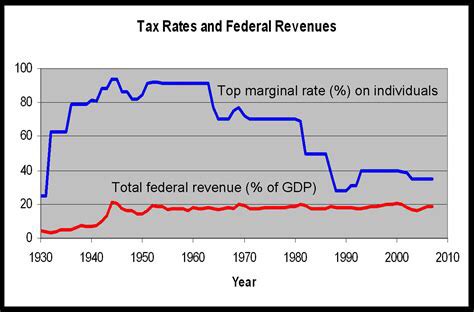 Tax Rates and Federal Revenues
100
80
60
40
20
0
Top marginal rate (%) on individuals
Total federal revenue (% of GDP)
1930 1940 1950 1960 1970 1980 1990 2000 2010
Year